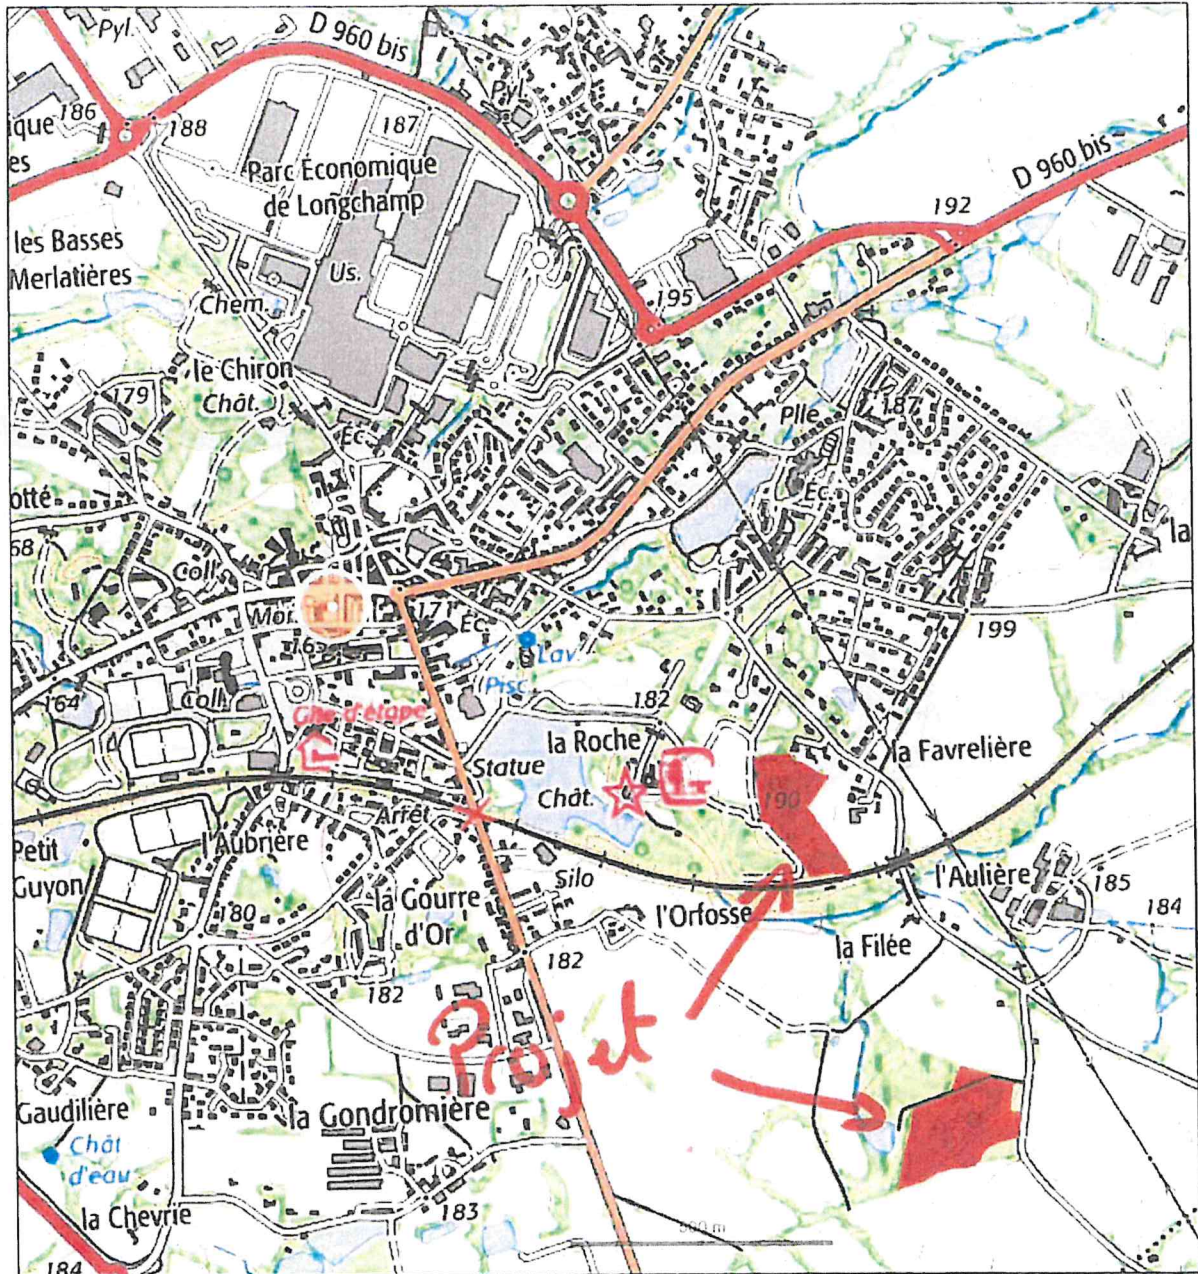 Pyl.
D 960 bis
Pyl.
186
188
187
ique
es
Parc Économique
de Longchamp
D 960 bis
192
les Basses
Merlatières
Us.
Chem.
195
le Chiron
Chât.
179
Plle
187
Éc.
Éc.
otté
68
la
Coll.
171
Éc.
199
163
Lav.
Pisc.
164
Coll.
182
Gîte d'étape
la Roche
la Favrelière
Statue
Chât.
190
Arrêt
l'Aubrière
Petit
Guyon
Silo
l'Aulière
185
la Gourre
d'Or
l'Orfosse
184
180
la Filée
182
182
Projet
Gaudilière
la Gondromière
Chât
d'eau
la Chevrie
183
500 m
184